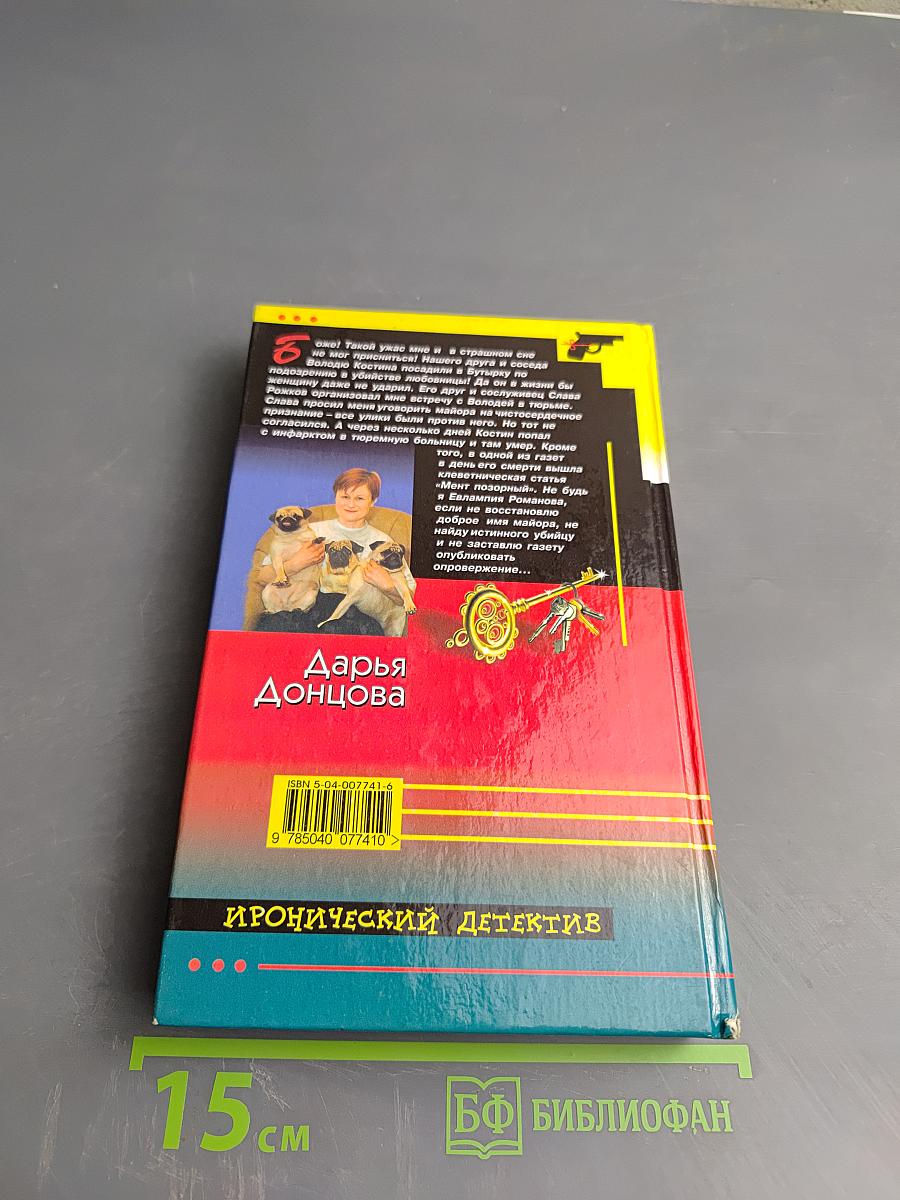 Боже! Такой ужас мне и в страшном сне
не мог присниться! Нашего друга и соседа
Володю Костина посадили в Бутырку по
подозрению в убийстве любовницы! Да он в жизни бы
женщину даже не ударил. Его друг и сослуживец Слава
Рожков организовал мне встречу с Володей в тюрьме.
Слава просил меня уговорить майора на чистосердечное
признание – все улики были против него. Но тот не
согласился. А через несколько дней Костин попал
с инфарктом в тюремную больницу и там умер. Кроме
того, в одной из газет
в день его смерти вышла
клеветническая статья
«Мент позорный». Не будь
я Евлампия Романова,
если не восстановлю
доброе имя майора, не
найду истинного убийцу
и не заставлю газету
опубликовать
опровержение...
Дарья
Донцова
ISBN 5-04-007741-6
9 785040 077410 >
ИРОНИЧЕСКИЙ ДЕТЕКТИВ
15 см
БФ БИБЛИОФАН